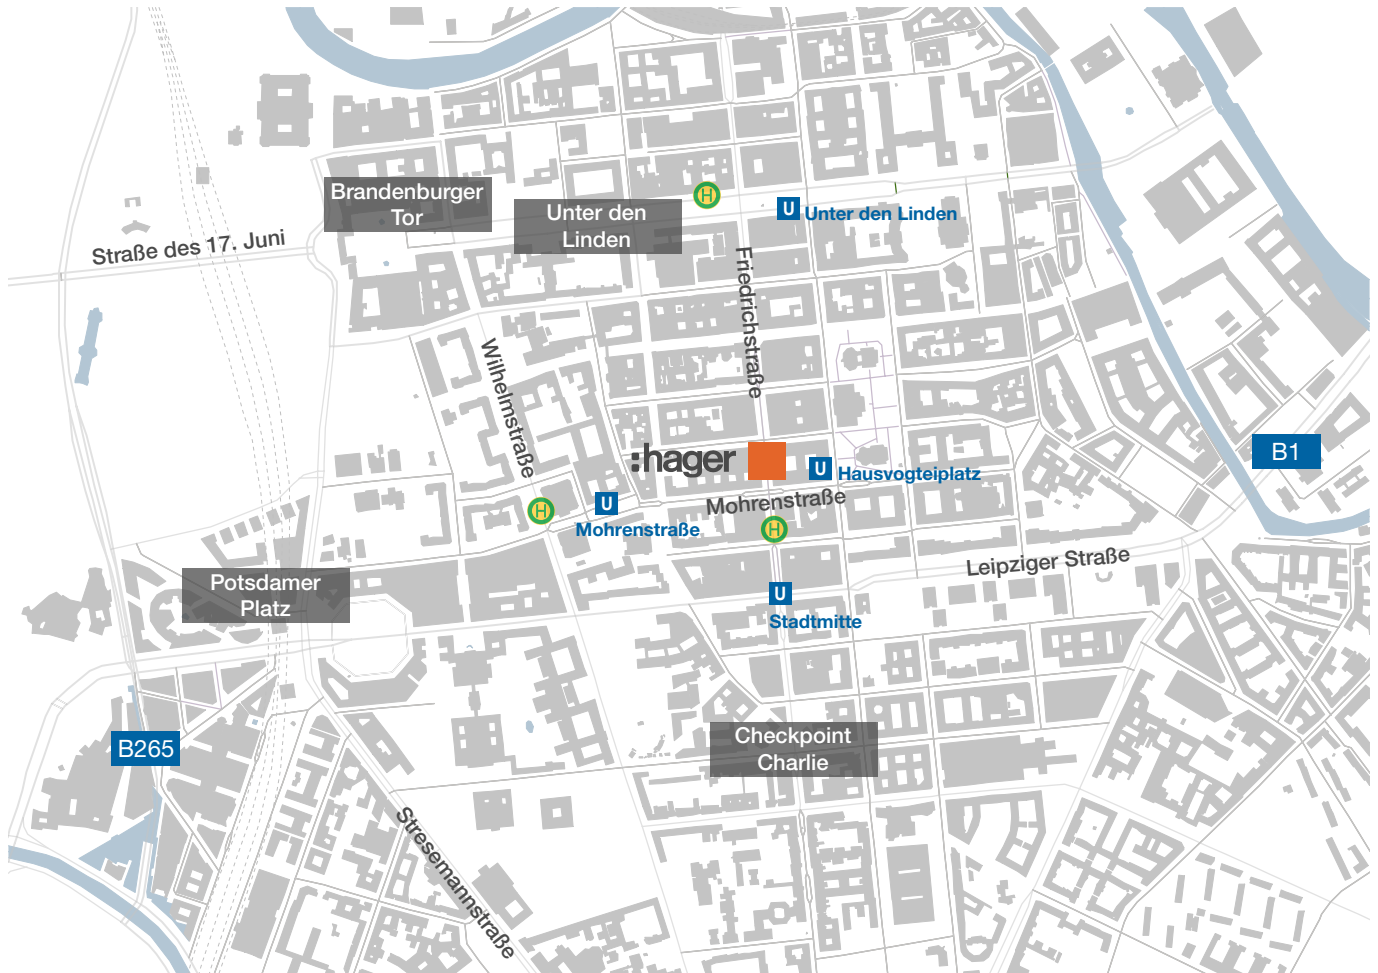 Brandenburger
Tor
Unter den
Linden
H
U Unter den Linden
Straße des 17. Juni
Friedrichstraße
Wilhelmstraße
:hager
U Hausvogteiplatz
B1
H
U
Mohrenstraße
Mohrenstraße
H
Leipziger Straße
Potsdamer
Platz
U
Stadtmitte
B265
Checkpoint
Charlie
Stresemannstraße